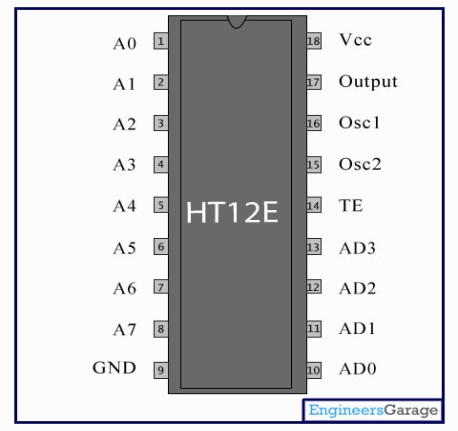 A0 1 18 Vcc
A1 2 17 Output
A2 3 16 Osc1
A3 4 15 Osc2
A4 5 14 TE
HT12E
A5 6 13 AD3
A6 7 12 AD2
A7 8 11 AD1
GND 9 10 AD0
EngineersGarage